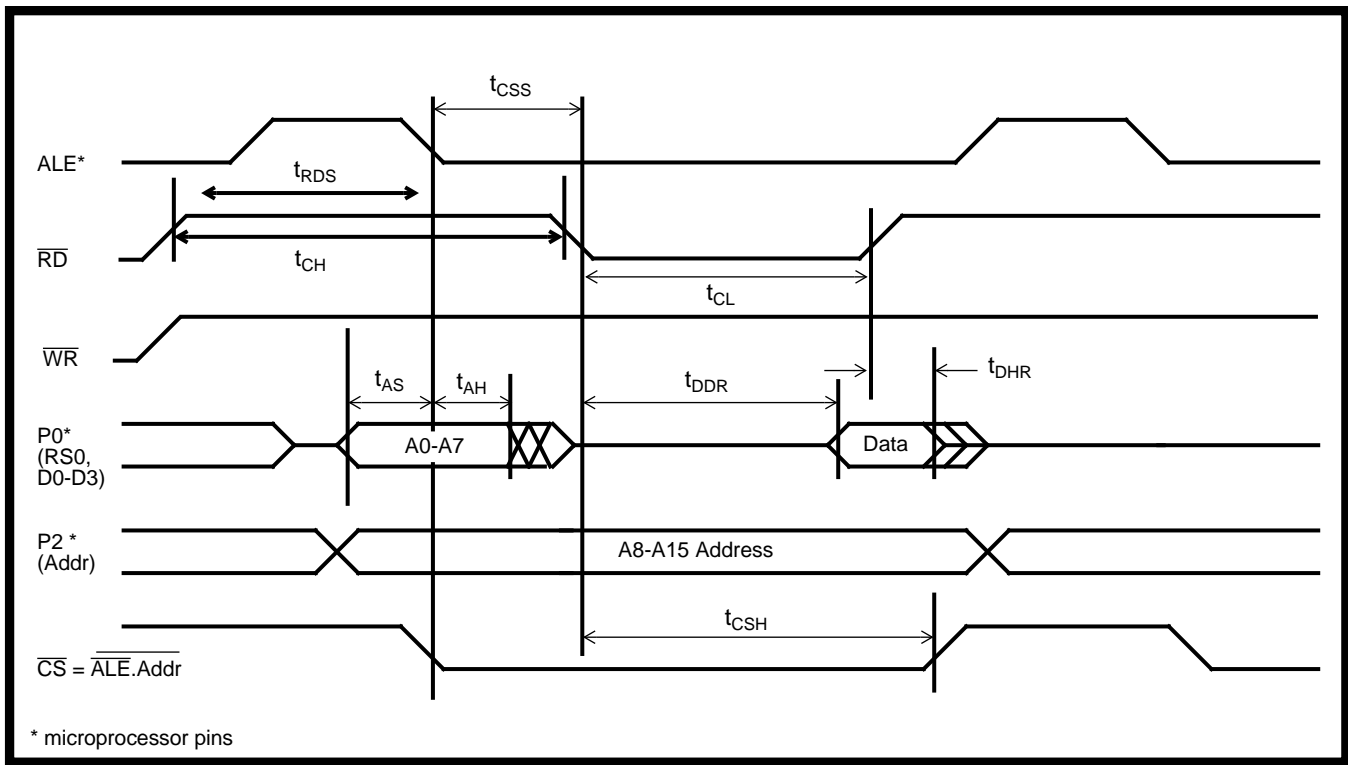 tCSS
ALE*
tRDS
RD
tCH
tCL
WR
tAS
tAH
tDDR
tDHR
P0*
(RS0,
D0-D3)
A0-A7
Data
P2 *
(Addr)
A8-A15 Address
tCSH
CS = ALE.Addr
* microprocessor pins